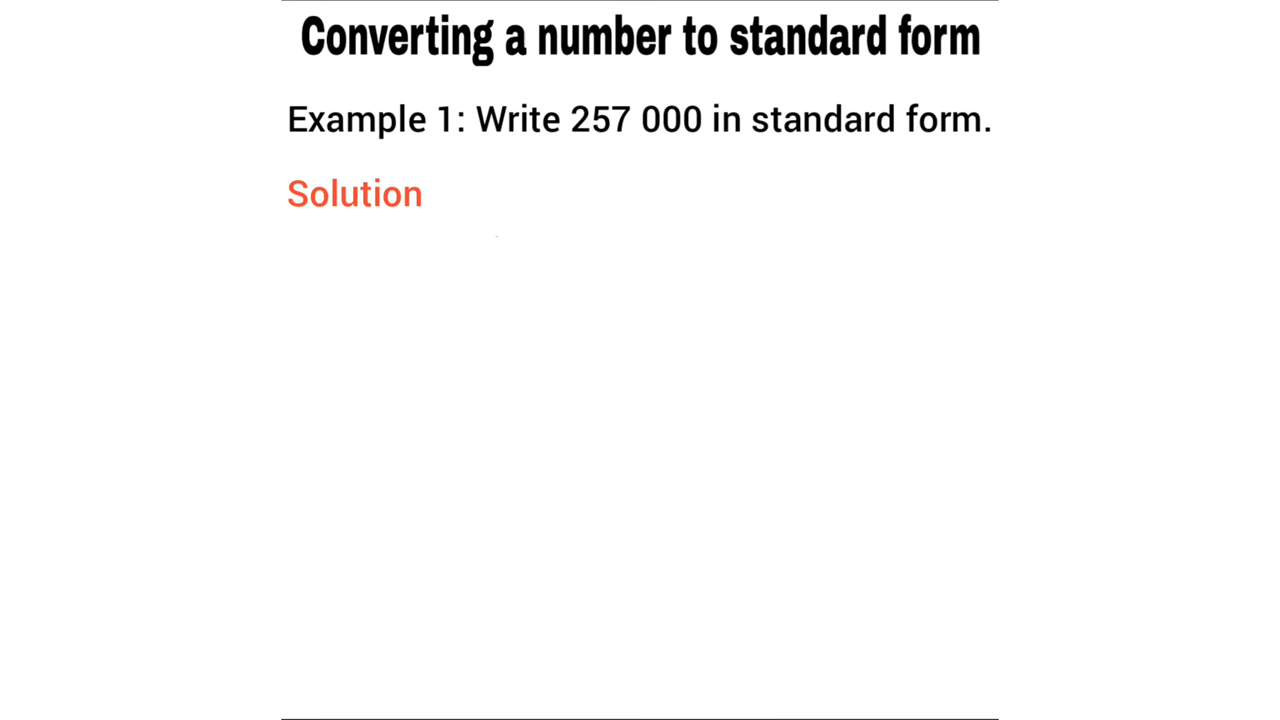 Converting a number to standard form
Example 1: Write 257 000 in standard form.
Solution